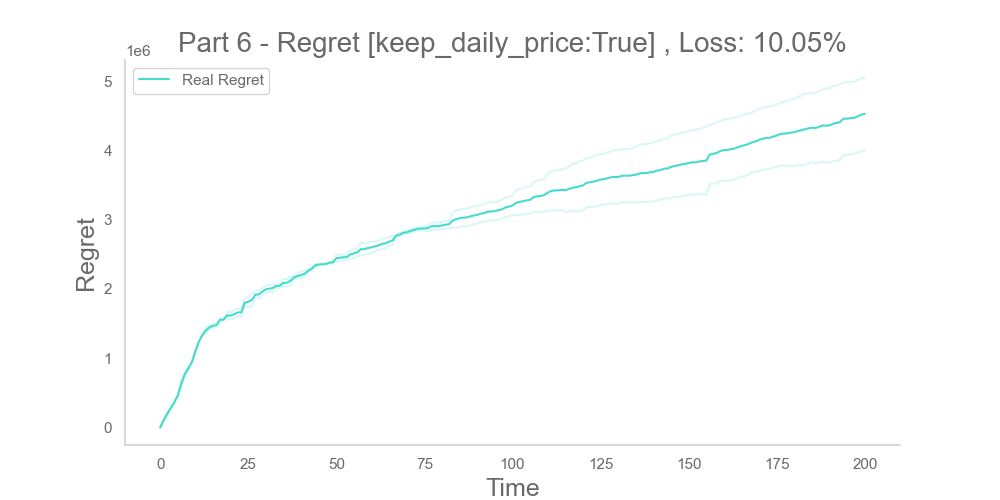 Part 6 - Regret [keep_daily_price:True] , Loss: 10.05%
1e6
Real Regret
5
4
3
2
1
0
Regret
0 25 50 75 100 125 150 175 200
Time